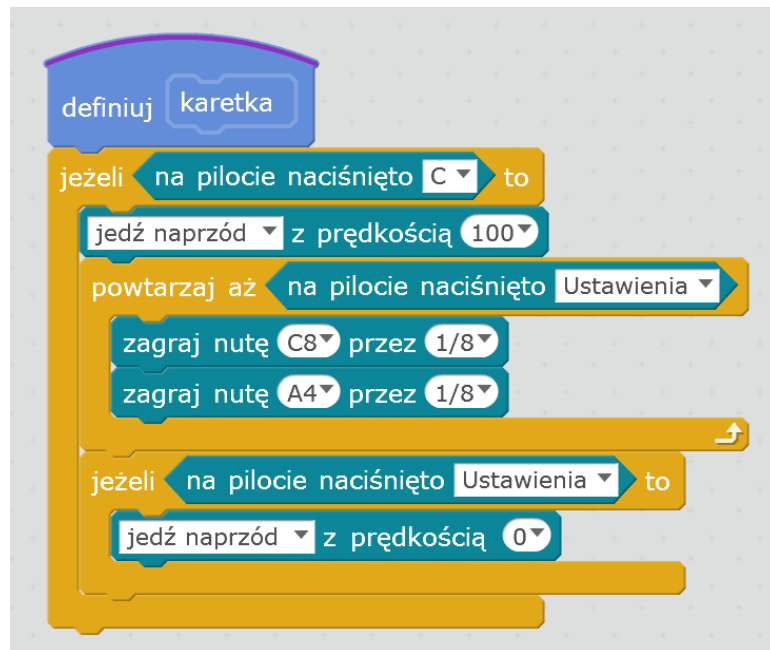 definiuj karetka
jeżeli na pilocie naciśnięto C to
jedź naprzód z prędkością 100
powtarzaj aż na pilocie naciśnięto Ustawienia
zagraj nutę C8 przez 1/8
zagraj nutę A4 przez 1/8
jeżeli na pilocie naciśnięto Ustawienia to
jedź naprzód z prędkością 0